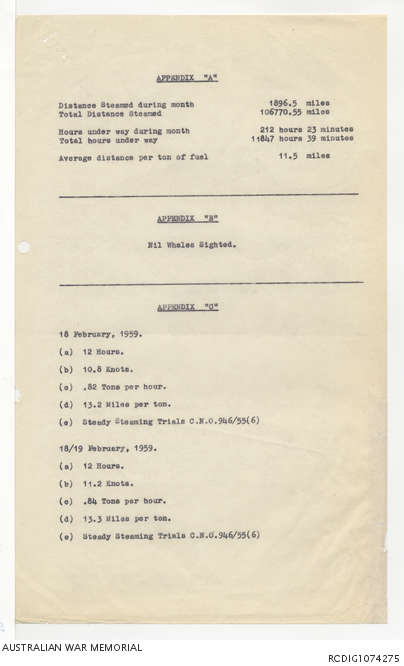 APPENDIX "A"
Distance Steamed during month 1896.5 miles
Total Distance Steamed 106770.55 miles
Hours under way during month 212 hours 23 minutes
Total hours under way 11847 hours 39 minutes
Average distance per ton of fuel 11.5 miles
APPENDIX "B"
Nil Whales Sighted.
APPENDIX "C"
18 February, 1959.
(a) 12 Hours.
(b) 10.8 Knots.
(c) .82 Tons per hour.
(d) 13.2 Miles per ton.
(e) Steady Steaming Trials C.N.O.946/55(6)
18/19 February, 1959.
(a) 12 Hours.
(b) 11.2 Knots.
(c) .84 Tons per hour.
(d) 13.3 Miles per ton.
(e) Steady Steaming Trials C.N.O.946/55(6)
AUSTRALIAN WAR MEMORIAL RCDIG1074275